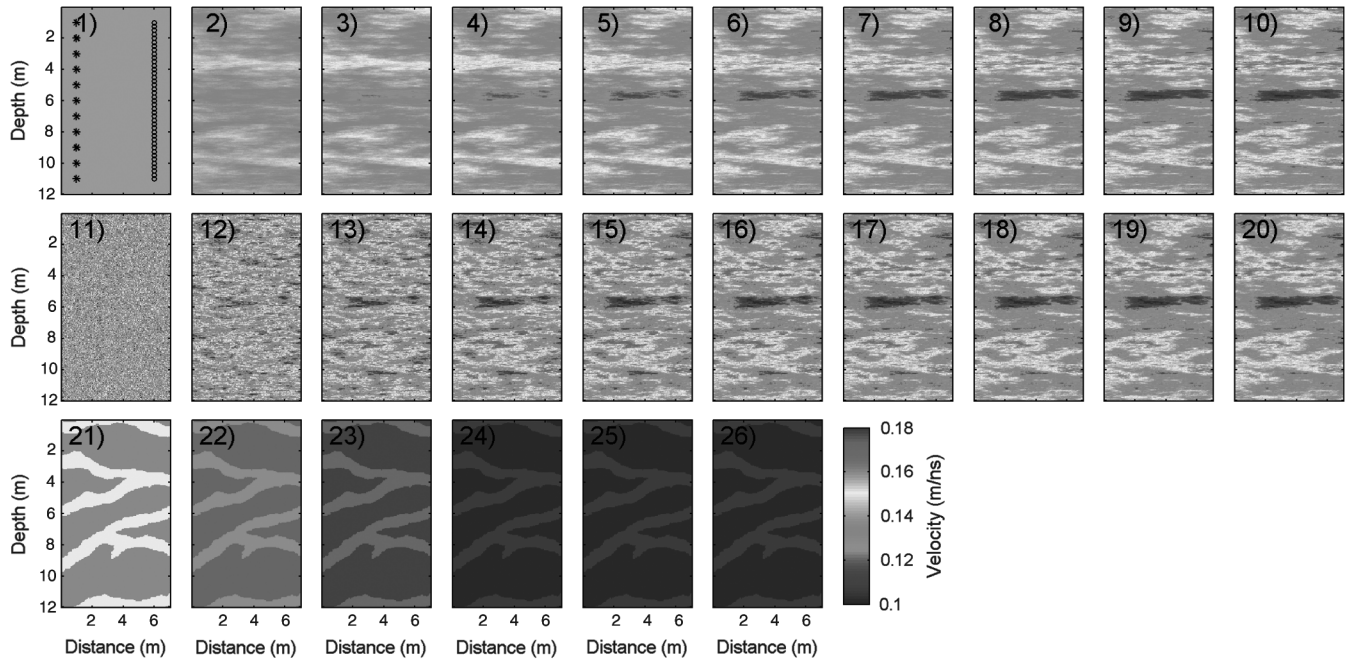 1) 2) 3) 4) 5) 6) 7) 8) 9) 10)
Depth (m)
2
4
6
8
10
12
11) 12) 13) 14) 15) 16) 17) 18) 19) 20)
Depth (m)
2
4
6
8
10
12
21) 22) 23) 24) 25) 26)
Depth (m)
2
4
6
8
10
12
2 4 6 2 4 6 2 4 6 2 4 6 2 4 6 2 4 6
Distance (m) Distance (m) Distance (m) Distance (m) Distance (m) Distance (m)
0.18
0.16
0.14
0.12
0.1
Velocity (m/ns)